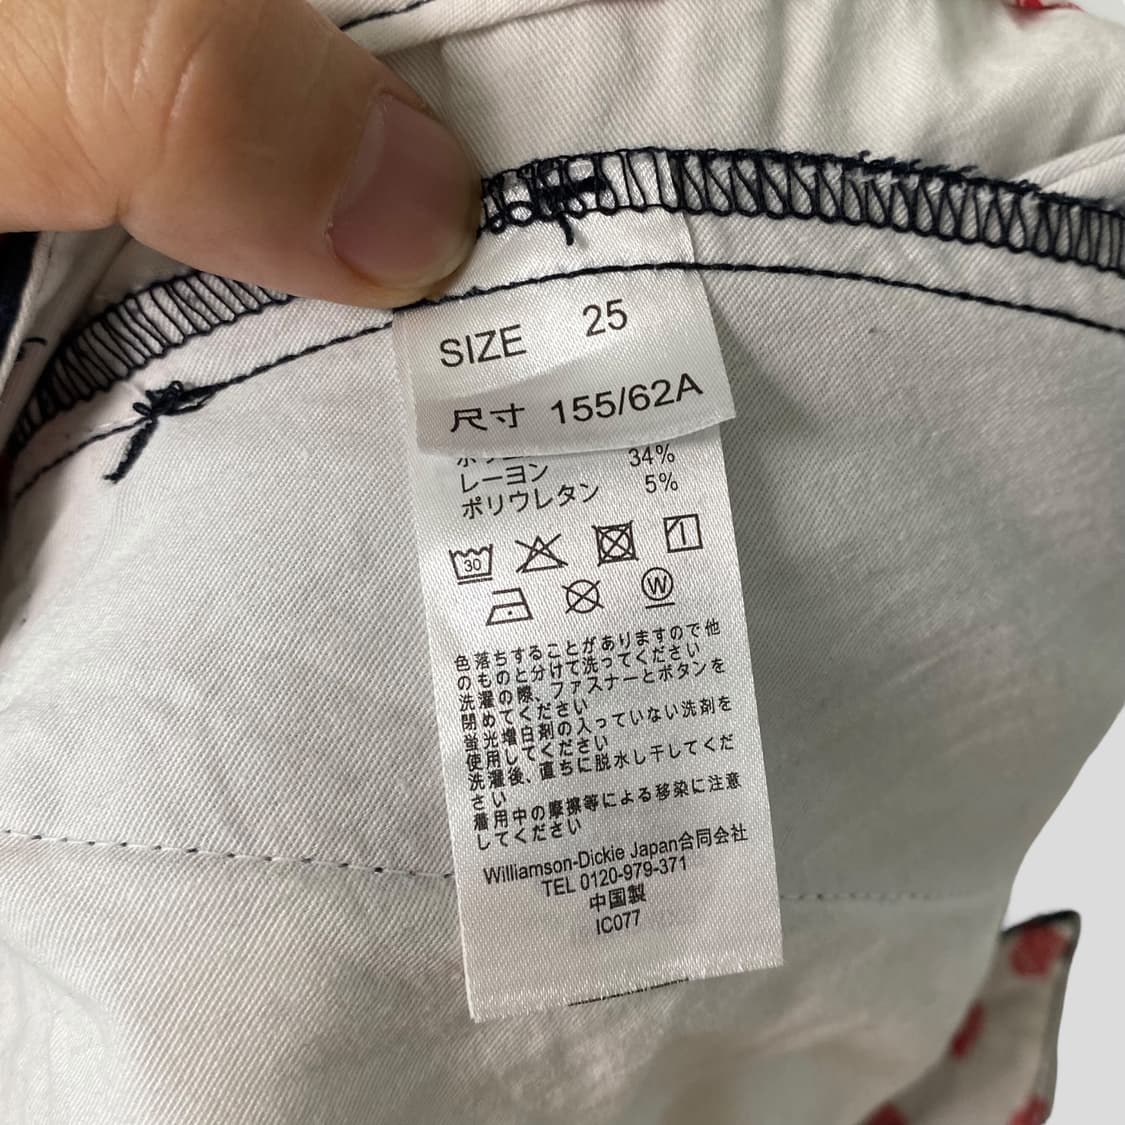 SIZE 25
尺寸 155/62A
34%
レーヨン
ポリウレタン 5%
30
W
色落ちすることがありますので他
のものと分けて洗ってください
洗濯の際、ファスナーとボタンを
閉めてください
蛍光増白剤の入っていない洗剤を
使用してください
洗濯後、直ちに脱水し干してくだ
さい
着用中の摩擦等による移染に注意
してください
Williamson-Dickie Japan合同会社
TEL 0120-979-371
中国製
IC077